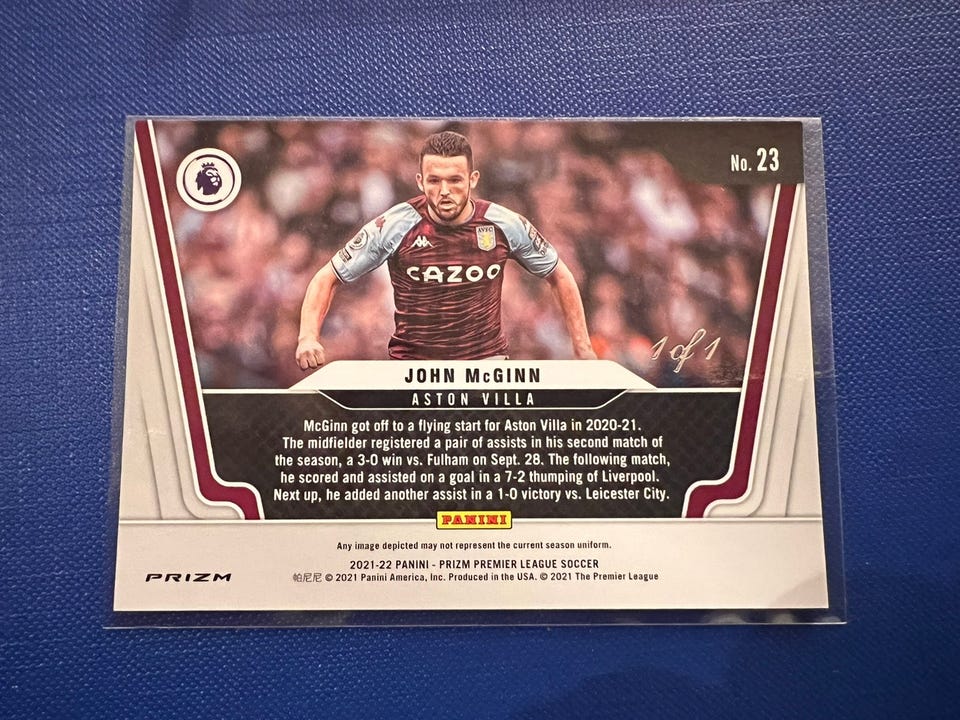 No. 23
AVFC
CAZOO
1 of 1
JOHN McGINN
ASTON VILLA
McGinn got off to a flying start for Aston Villa in 2020-21.
The midfielder registered a pair of assists in his second match of
the season, a 3-0 win vs. Fulham on Sept. 28. The following match,
he scored and assisted on a goal in a 7-2 thumping of Liverpool.
Next up, he added another assist in a 1-0 victory vs. Leicester City.
PANINI
Any image depicted may not represent the current season uniform.
2021-22 PANINI - PRIZM PREMIER LEAGUE SOCCER
PRIZM
帕尼尼 © 2021 Panini America, Inc. Produced in the USA. © 2021 The Premier League